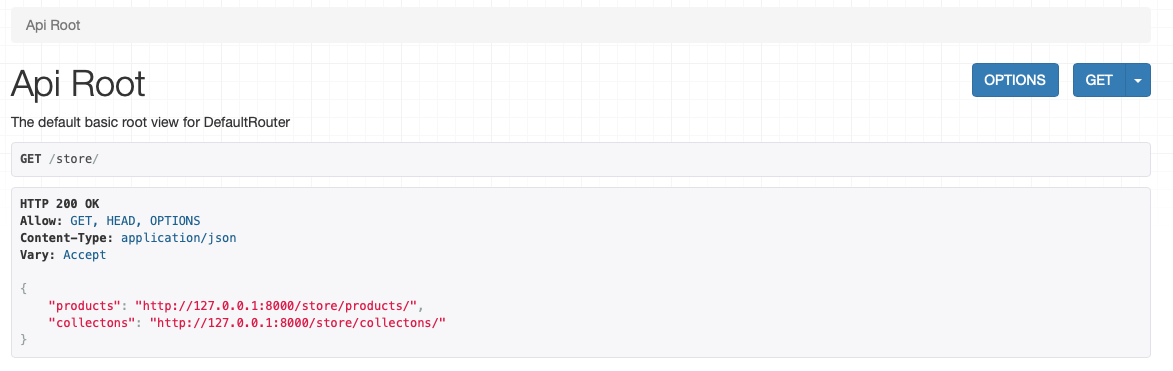 Api Root
Api Root
OPTIONS
GET
The default basic root view for DefaultRouter
GET /store/
HTTP 200 OK
Allow: GET, HEAD, OPTIONS
Content-Type: application/json
Vary: Accept
{
    "products": "http://127.0.0.1:8000/store/products/",
    "collectons": "http://127.0.0.1:8000/store/collectons/"
}